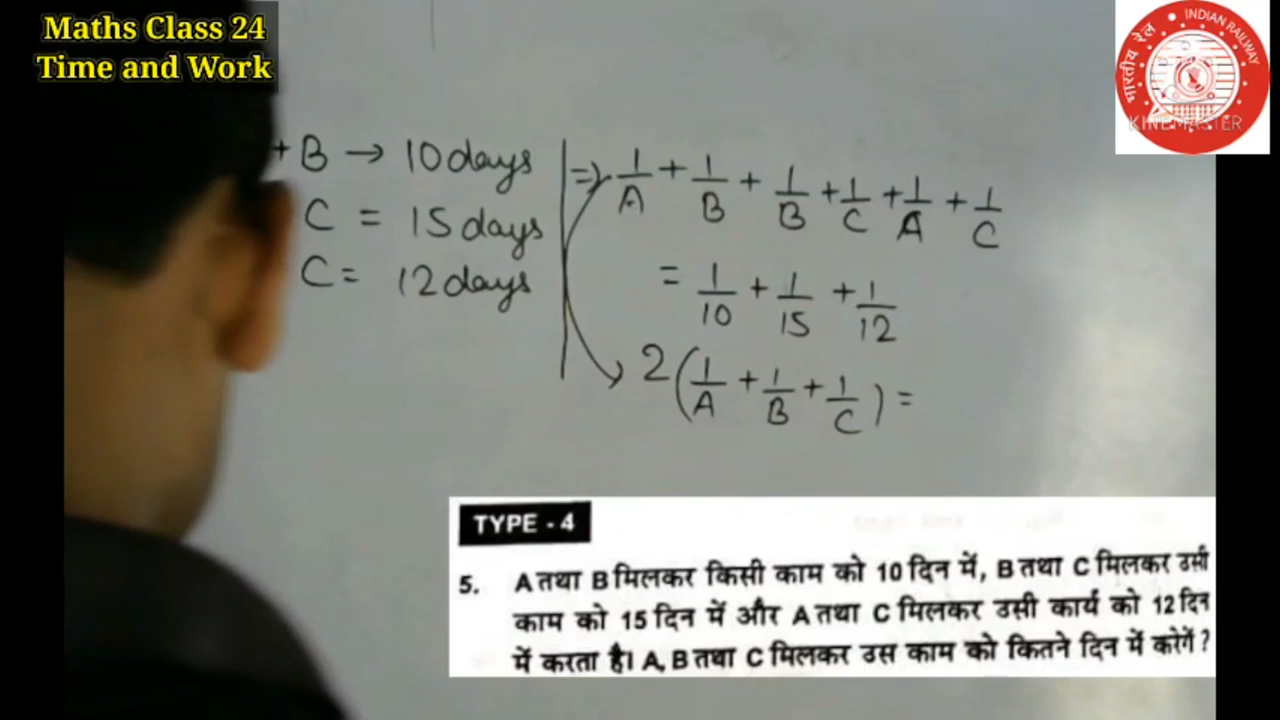 Maths Class 24
Time and Work
भारतीय रेल INDIAN RAILWAY
KINEMASTER
+ B → 10 days
C = 15 days
C = 12 days
⇒ 1/A + 1/B + 1/B + 1/C + 1/A + 1/C
= 1/10 + 1/15 + 1/12
2(1/A + 1/B + 1/C) =
TYPE - 4
5. A तथा B मिलकर किसी काम को 10 दिन में, B तथा C मिलकर उसी
काम को 15 दिन में और A तथा C मिलकर उसी कार्य को 12 दिन
में करता है। A, B तथा C मिलकर उस काम को कितने दिन में करेगें ?